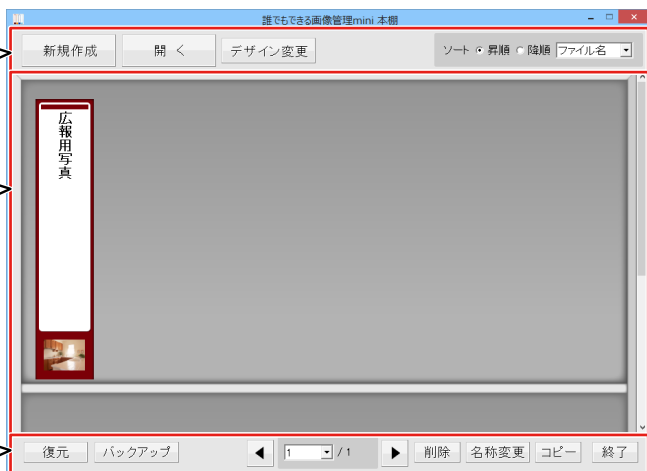 誰でもできる画像管理mini 本棚
新規作成 開く デザイン変更 ソート 昇順 降順 ファイル名
広報用写真
復元 バックアップ 1 / 1 削除 名称変更 コピー 終了